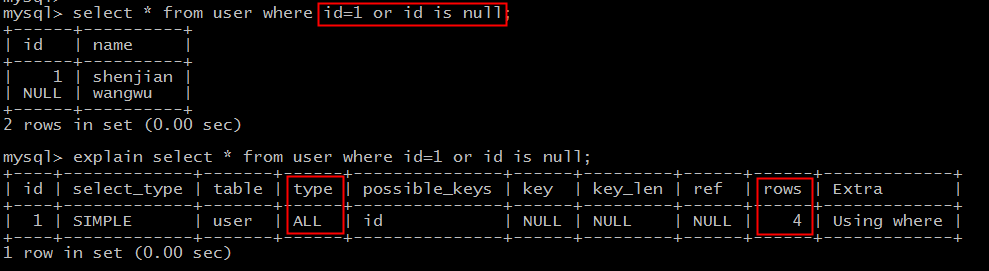 mysql> select * from user where id=1 or id is null;
+------+----------+
| id   | name     |
+------+----------+
|    1 | shenjian |
| NULL | wangwu   |
+------+----------+
2 rows in set (0.00 sec)
mysql> explain select * from user where id=1 or id is null;
+----+-------------+-------+------+---------------+------+---------+------+------+-------------+
| id | select_type | table | type | possible_keys | key  | key_len | ref  | rows | Extra       |
+----+-------------+-------+------+---------------+------+---------+------+------+-------------+
|  1 | SIMPLE      | user  | ALL  | id            | NULL | NULL    | NULL |    4 | Using where |
+----+-------------+-------+------+---------------+------+---------+------+------+-------------+
1 row in set (0.00 sec)